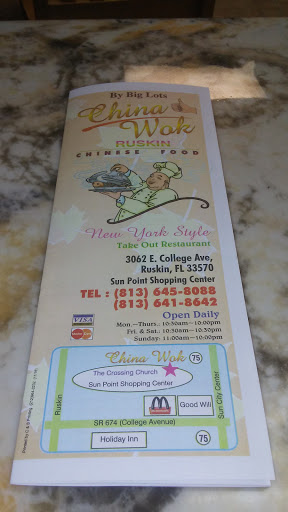 By Big Lots
China
Wok
RUSKIN
CHINESE FOOD
New York Style
Take Out Restaurant
3062 E. College Ave,
Ruskin, FL 33570
Sun Point Shopping Center
TEL : (813) 645-8088
(813) 641-8642
Open Daily
Mon.—Thurs.: 10:30am—10:00pm
Fri. & Sat.: 10:30am—10:30pm
Sunday: 11:00am—10:00pm
VISA
MasterCard
China Wok
75
The Crossing Church
Sun Point Shopping Center
Ruskin
Good Will
Sun City Center
SR 674 (College Avenue)
Holiday Inn
75